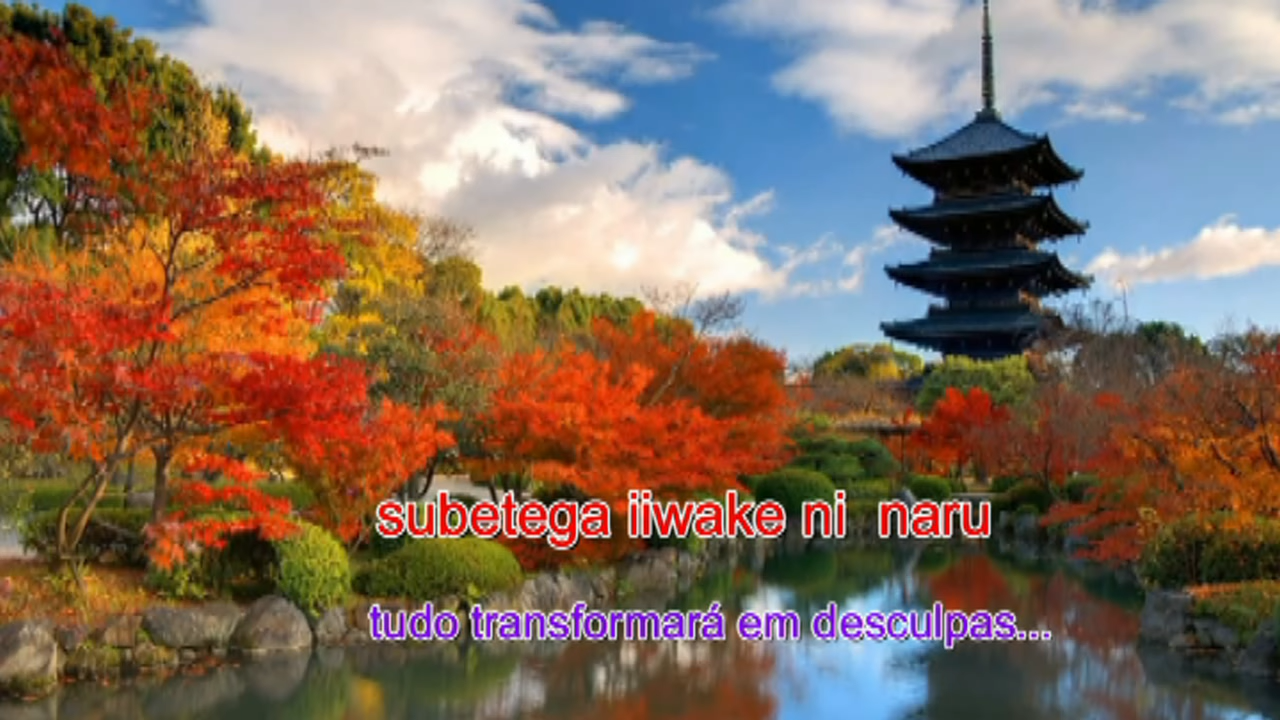 subetega iiwake ni naru
tudo transformará em desculpas...